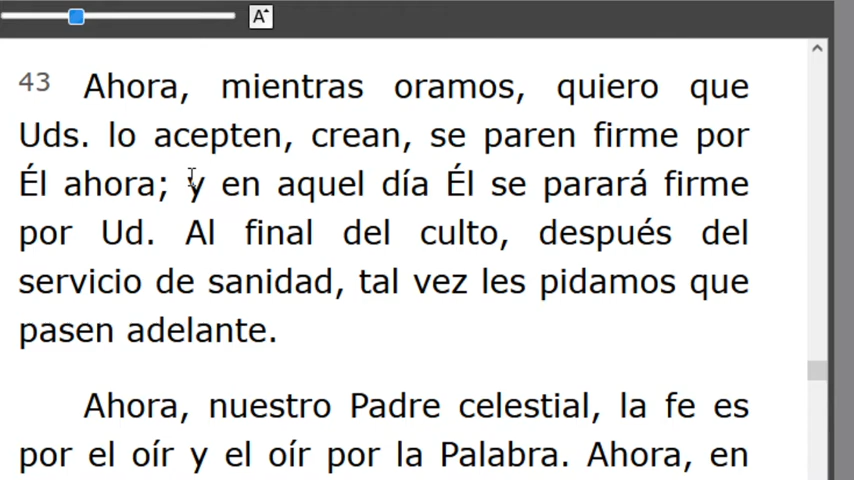 A
43 Ahora, mientras oramos, quiero que
Uds. lo acepten, crean, se paren firme por
Él ahora; y en aquel día Él se parará firme
por Ud. Al final del culto, después del
servicio de sanidad, tal vez les pidamos que
pasen adelante.
Ahora, nuestro Padre celestial, la fe es
por el oír y el oír por la Palabra. Ahora, en